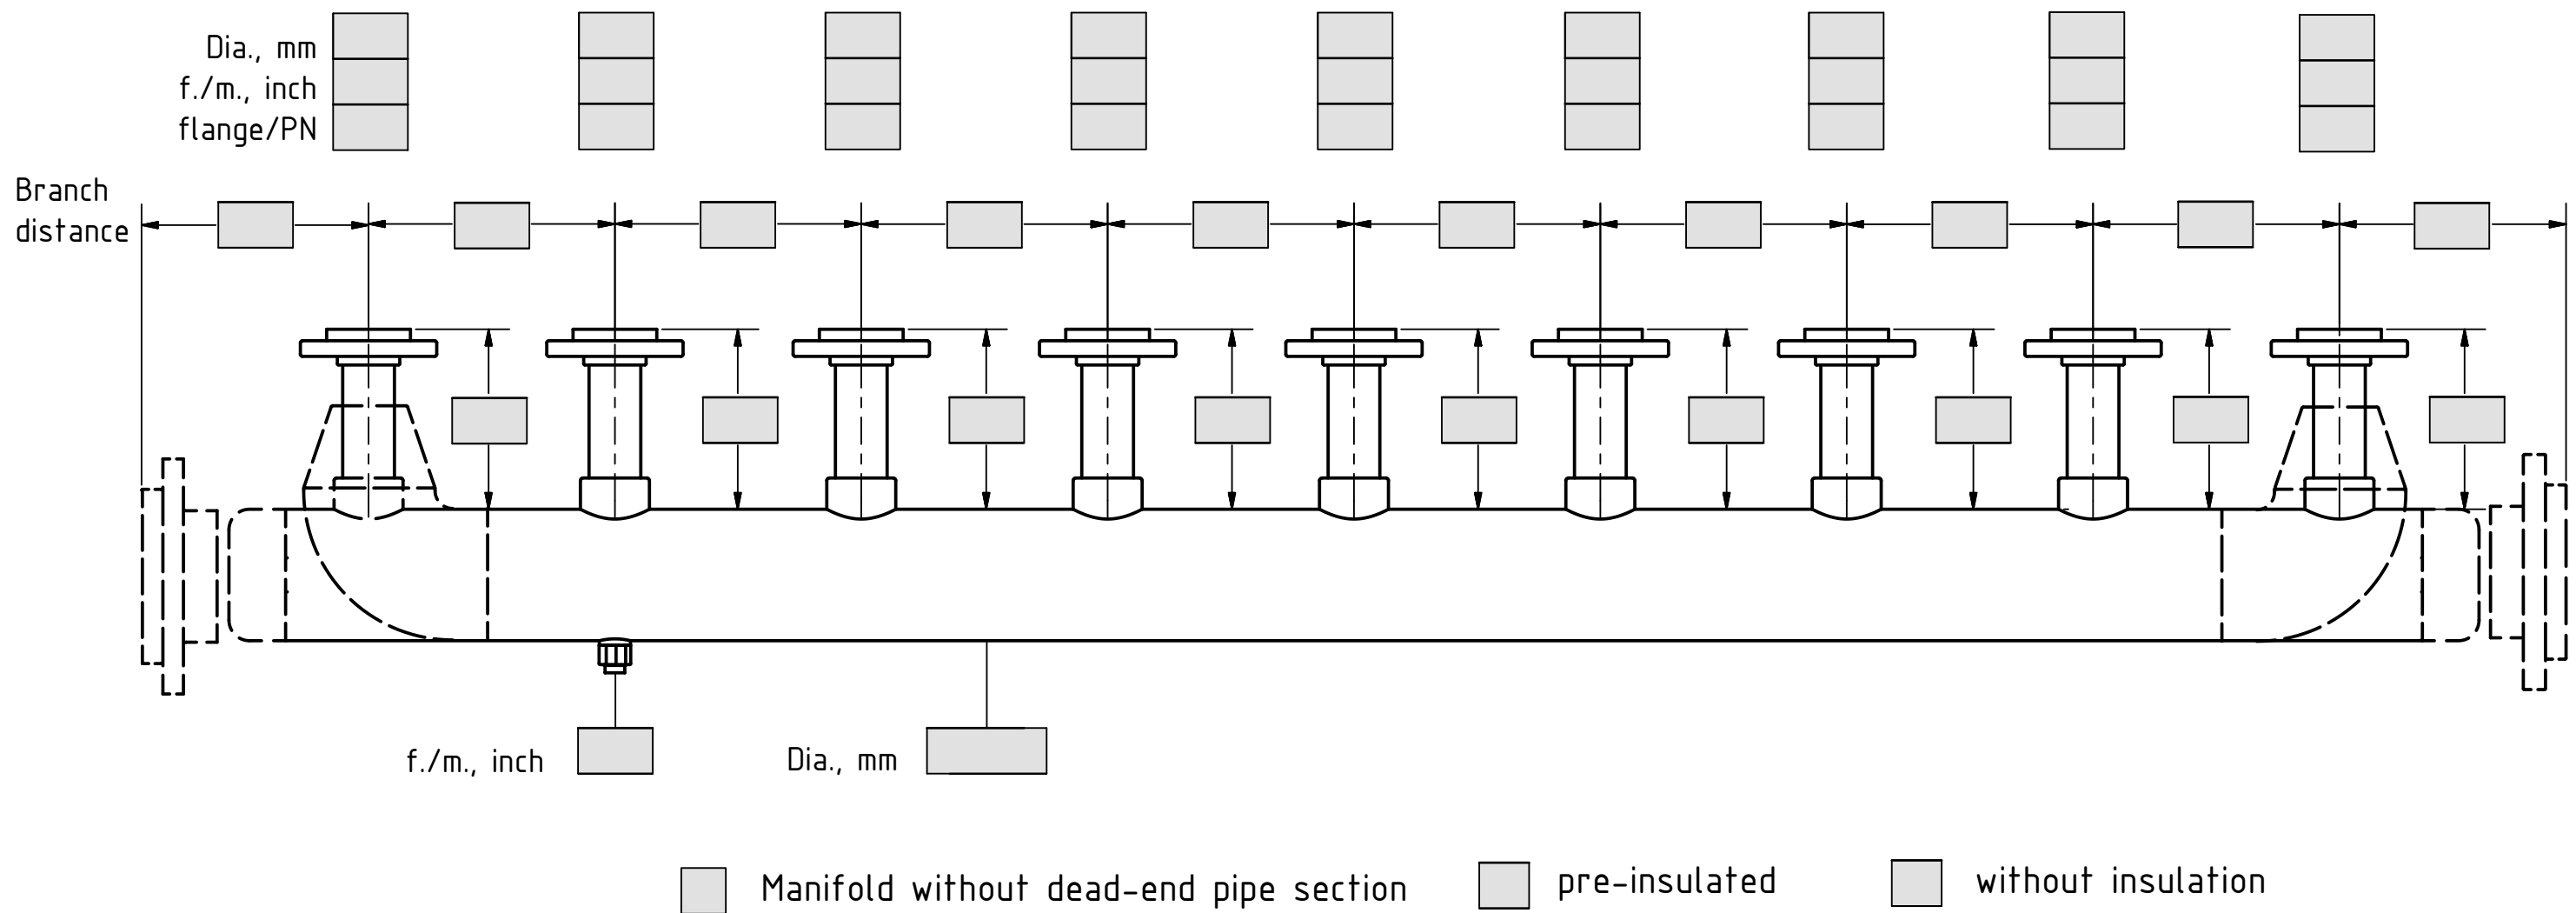 Dia., mm
f./m., inch
flange/PN
Branch
distance
f./m., inch
Dia., mm
Manifold without dead-end pipe section
pre-insulated
without insulation